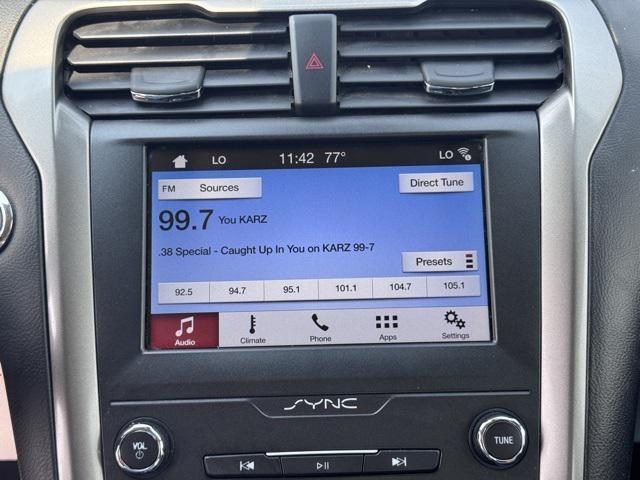 LO 11:42 77° LO
FM Sources Direct Tune
99.7 You KARZ
.38 Special - Caught Up In You on KARZ 99-7
Presets
92.5 94.7 95.1 101.1 104.7 105.1
Audio Climate Phone Apps Settings
SYNC
VOL TUNE